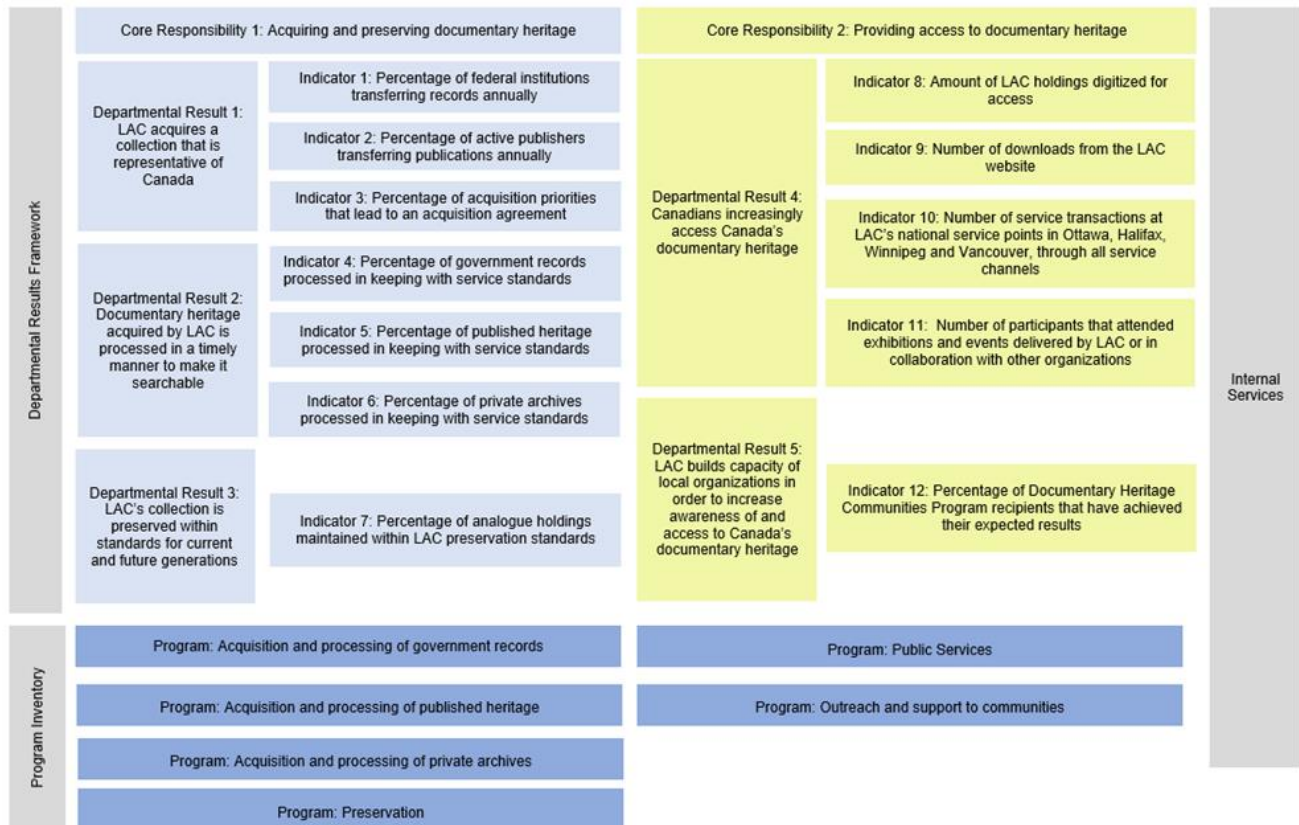 Departmental Results Framework
Core Responsibility 1: Acquiring and preserving documentary heritage
Departmental Result 1:
LAC acquires a
collection that is
representative of
Canada
Indicator 1: Percentage of federal institutions
transferring records annually
Indicator 2: Percentage of active publishers
transferring publications annually
Indicator 3: Percentage of acquisition priorities
that lead to an acquisition agreement
Departmental Result 2:
Documentary heritage
acquired by LAC is
processed in a timely
manner to make it
searchable
Indicator 4: Percentage of government records
processed in keeping with service standards
Indicator 5: Percentage of published heritage
processed in keeping with service standards
Indicator 6: Percentage of private archives
processed in keeping with service standards
Departmental Result 3:
LAC's collection is
preserved within
standards for current
and future generations
Indicator 7: Percentage of analogue holdings
maintained within LAC preservation standards
Core Responsibility 2: Providing access to documentary heritage
Departmental Result 4:
Canadians increasingly
access Canada's
documentary heritage
Indicator 8: Amount of LAC holdings digitized for
access
Indicator 9: Number of downloads from the LAC
website
Indicator 10: Number of service transactions at
LAC's national service points in Ottawa, Halifax,
Winnipeg and Vancouver, through all service
channels
Indicator 11: Number of participants that attended
exhibitions and events delivered by LAC or in
collaboration with other organizations
Departmental Result 5:
LAC builds capacity of
local organizations in
order to increase
awareness of and
access to Canada's
documentary heritage
Indicator 12: Percentage of Documentary Heritage
Communities Program recipients that have achieved
their expected results
Internal
Services
Program Inventory
Program: Acquisition and processing of government records
Program: Acquisition and processing of published heritage
Program: Acquisition and processing of private archives
Program: Preservation
Program: Public Services
Program: Outreach and support to communities